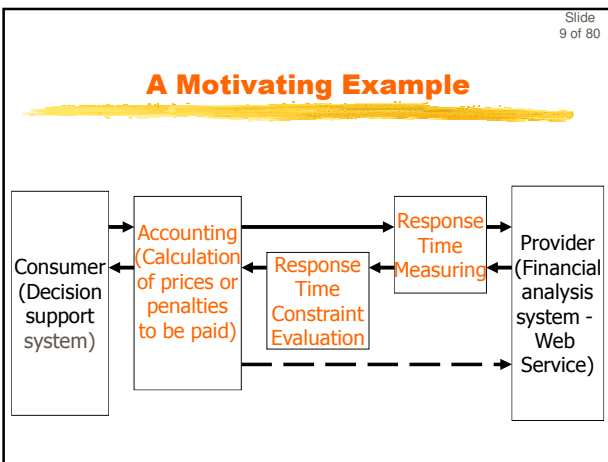 Slide
9 of 80
A Motivating Example
Consumer
(Decision
support
system)
Accounting
(Calculation
of prices or
penalties
to be paid)
Response
Time
Constraint
Evaluation
Response
Time
Measuring
Provider
(Financial
analysis
system -
Web
Service)